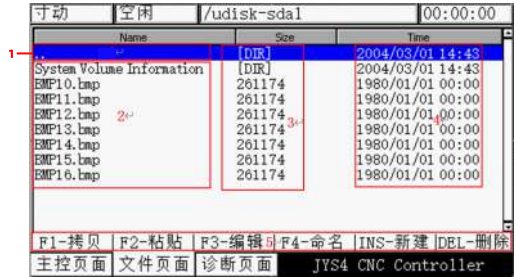 寸动 空闲 /udisk-sda1 00:00:00
Name Size Time
1 .. ↵ [DIR] 2004/03/01 14:43
System Volume Information [DIR] 2004/03/01 14:43
BMP10.bmp 261174 1980/01/01 00:00
BMP11.bmp 261174 1980/01/01 00:00
BMP12.bmp 2↵ 261174 1980/01/01 00:00
BMP13.bmp 261174 3↵ 1980/01/01 4↵ 00:00
BMP14.bmp 261174 1980/01/01 00:00
BMP15.bmp 261174 1980/01/01 00:00
BMP16.bmp 261174 1980/01/01 00:00
F1-拷贝 F2-粘贴 F3-编辑 5 F4-命名 INS-新建 DEL-删除
主控页面 文件页面 诊断页面 JYS4 CNC Controller